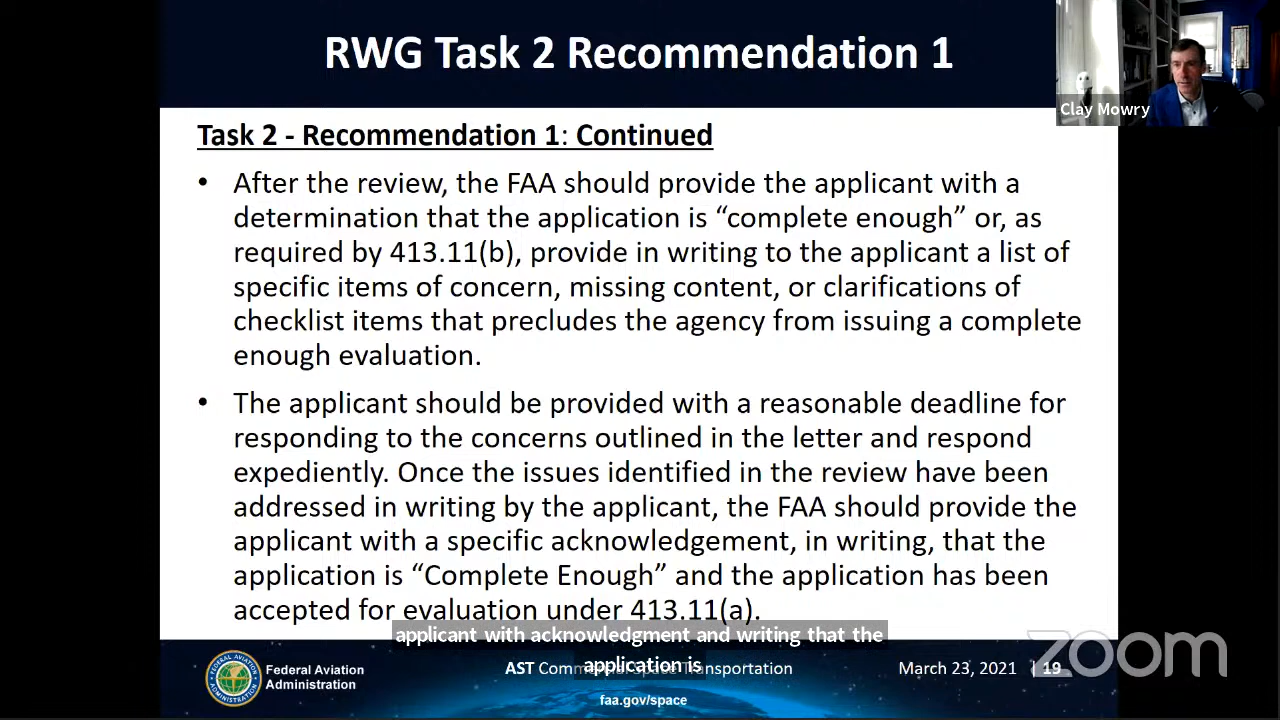 RWG Task 2 Recommendation 1
Clay Mowry
Task 2 - Recommendation 1: Continued
• After the review, the FAA should provide the applicant with a
determination that the application is “complete enough” or, as
required by 413.11(b), provide in writing to the applicant a list of
specific items of concern, missing content, or clarifications of
checklist items that precludes the agency from issuing a complete
enough evaluation.
• The applicant should be provided with a reasonable deadline for
responding to the concerns outlined in the letter and respond
expediently. Once the issues identified in the review have been
addressed in writing by the applicant, the FAA should provide the
applicant with a specific acknowledgement, in writing, that the
application is “Complete Enough” and the application has been
accepted for evaluation under 413.11(a).
applicant with acknowledgment and writing that the
application is
Federal Aviation
Administration
AST Commercial Space Transportation
faa.gov/space
March 23, 2021 | 19
zoom